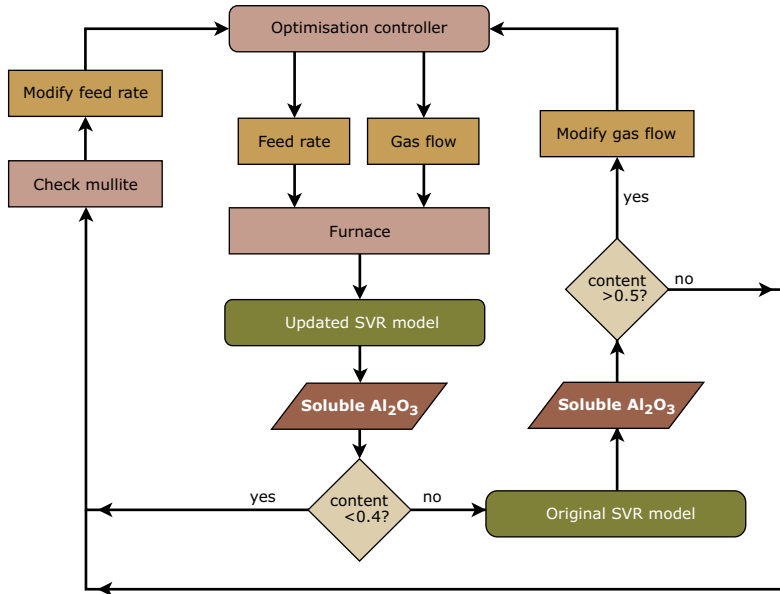 Optimisation controller
Modify feed rate
Feed rate
Gas flow
Modify gas flow
Check mullite
yes
Furnace
content
>0.5?
no
Updated SVR model
Soluble Al₂O₃
Soluble Al₂O₃
yes
content
<0.4?
no
Original SVR model